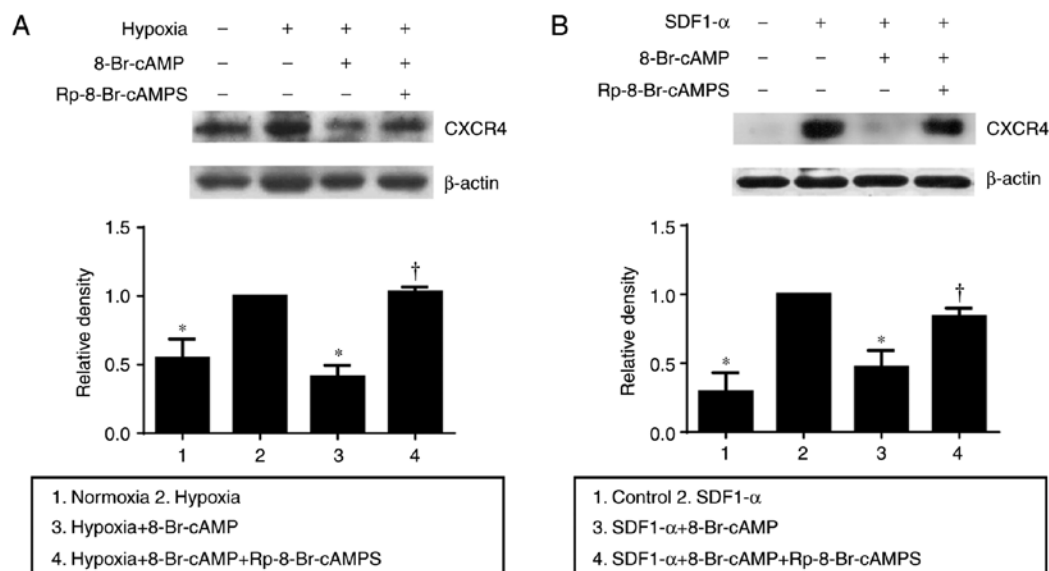 A
Hypoxia – + + +
8-Br-cAMP – – + +
Rp-8-Br-cAMPS – – – +
CXCR4
β-actin
Relative density
1.5
1.0
0.5
0.0
* * †
1 2 3 4
1. Normoxia 2. Hypoxia
3. Hypoxia+8-Br-cAMP
4. Hypoxia+8-Br-cAMP+Rp-8-Br-cAMPS
B
SDF1-α – + + +
8-Br-cAMP – – + +
Rp-8-Br-cAMPS – – – +
CXCR4
β-actin
Relative density
1.5
1.0
0.5
0.0
* * †
1 2 3 4
1. Control 2. SDF1-α
3. SDF1-α+8-Br-cAMP
4. SDF1-α+8-Br-cAMP+Rp-8-Br-cAMPS